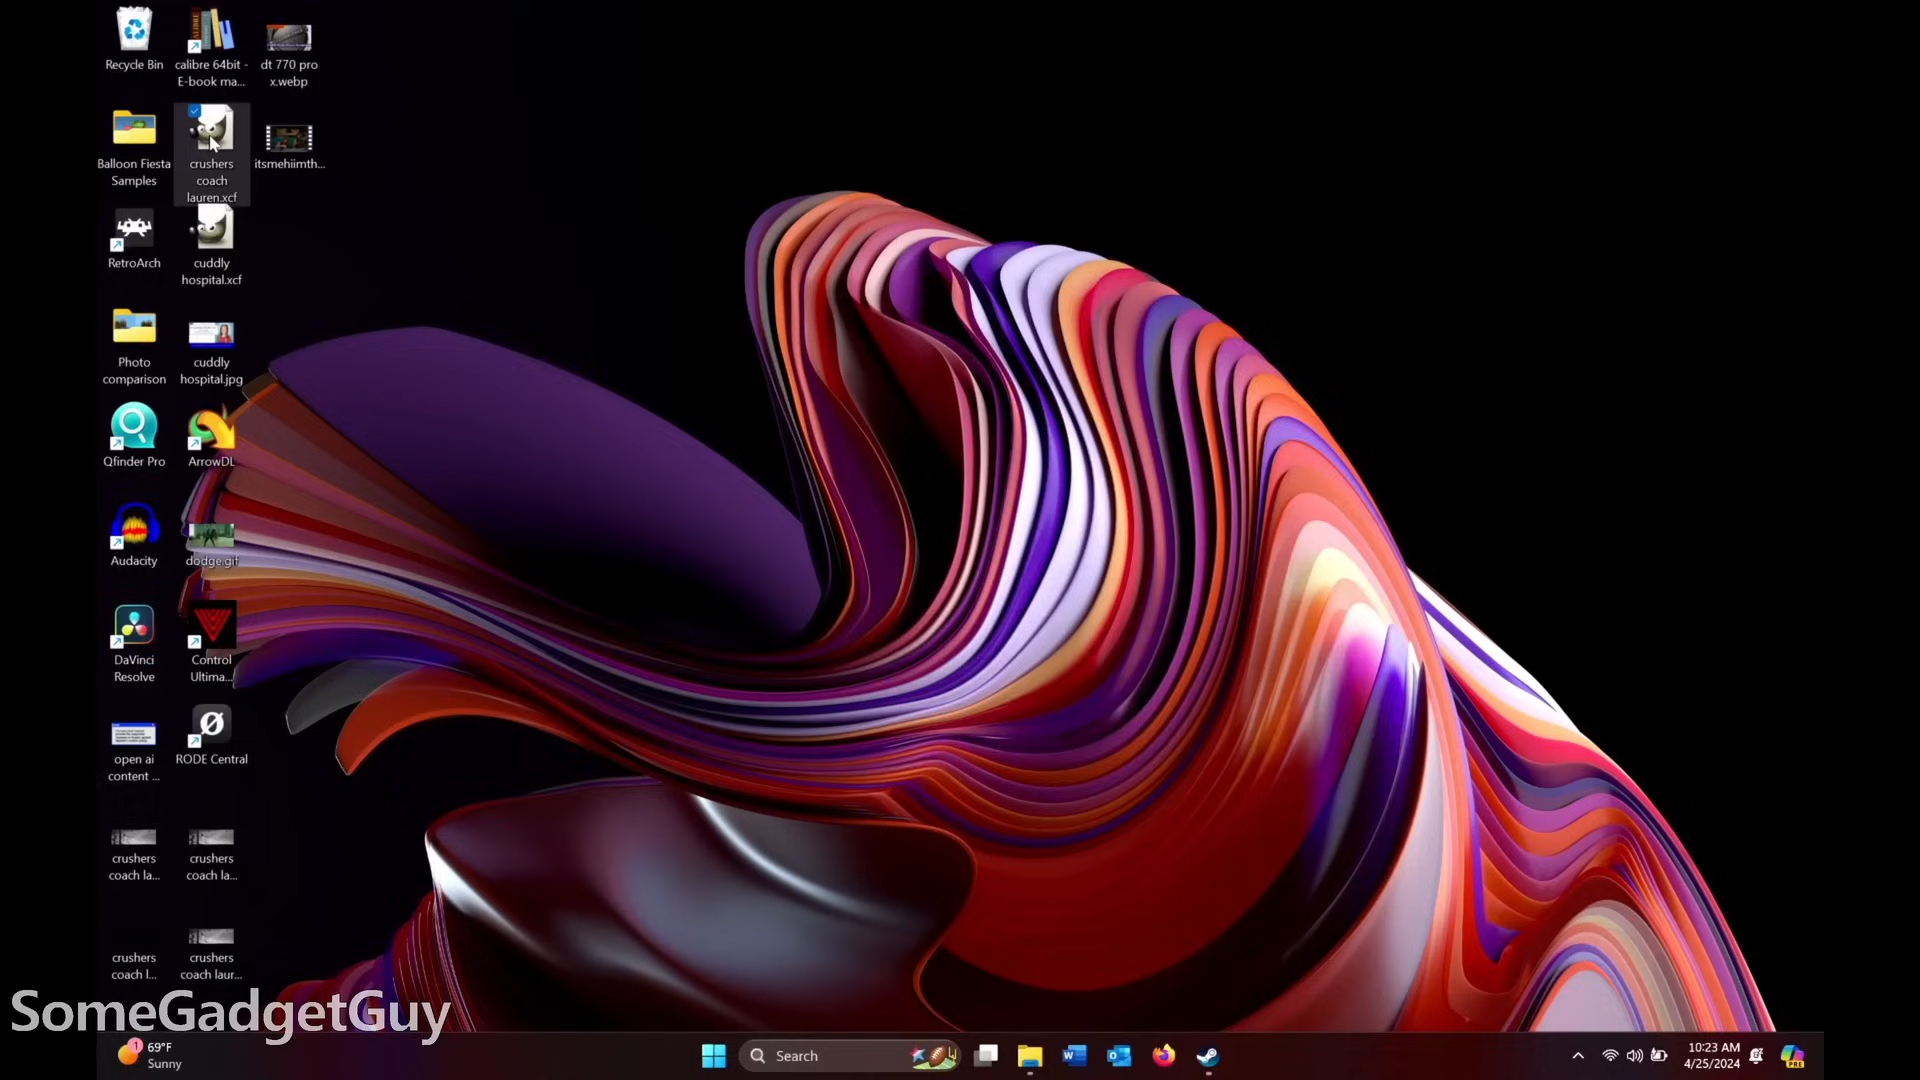 Recycle Bin
calibre 64bit -
E-book ma...
dt 770 pro
x.webp
Balloon Fiesta
Samples
crushers
coach
lauren.xcf
itsmehiimth...
RetroArch
cuddly
hospital.xcf
Photo
comparison
cuddly
hospital.jpg
Qfinder Pro
ArrowDL
Audacity
dodge.gif
DaVinci
Resolve
Control
Ultima...
open ai
content ...
RODE Central
crushers
coach la...
crushers
coach la...
crushers
coach l...
crushers
coach laur...
SomeGadgetGuy
1
69°F
Sunny
Search
10:23 AM
4/25/2024
PRE